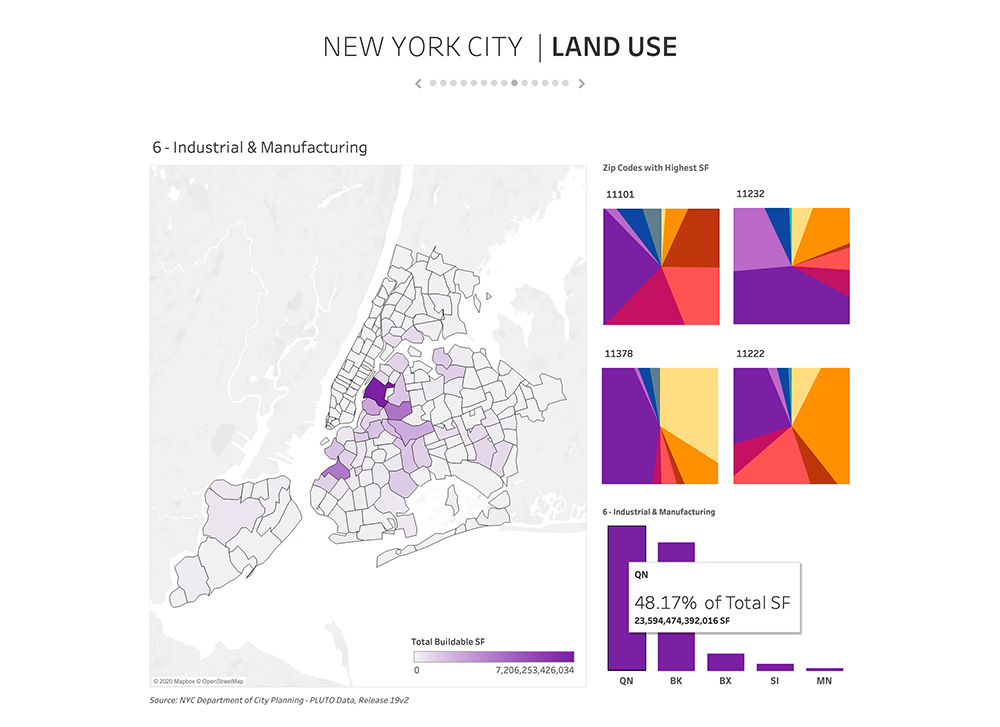 NEW YORK CITY | LAND USE
6 - Industrial & Manufacturing
Zip Codes with Highest SF
11101
11232
11378
11222
6 - Industrial & Manufacturing
QN
48.17% of Total SF
23,594,474,392,016 SF
QN BK BX SI MN
Total Buildable SF
0 7,206,253,426,034
© 2020 Mapbox © OpenStreetMap
Source: NYC Department of City Planning - PLUTO Data, Release 19v2